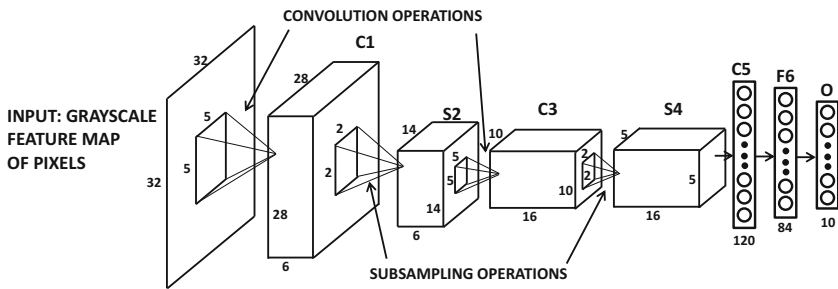 CONVOLUTION OPERATIONS
INPUT: GRAYSCALE
FEATURE MAP
OF PIXELS
32
32
5
5
C1
28
28
6
2
2
S2
14
14
6
5
5
C3
10
10
16
2
2
S4
5
5
16
C5
120
F6
84
O
10
SUBSAMPLING OPERATIONS